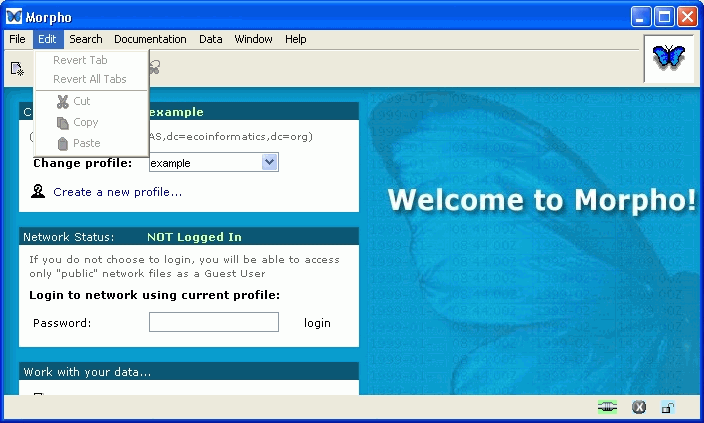 Morpho
File Edit Search Documentation Data Window Help
Revert Tab
Revert All Tabs
Cut
Copy
Paste
example
AS,dc=ecoinformatics,dc=org)
Change profile: example
Create a new profile...
Welcome to Morpho!
Network Status: NOT Logged In
If you do not choose to login, you will be able to access
only "public" network files as a Guest User
Login to network using current profile:
Password: login
Work with your data...